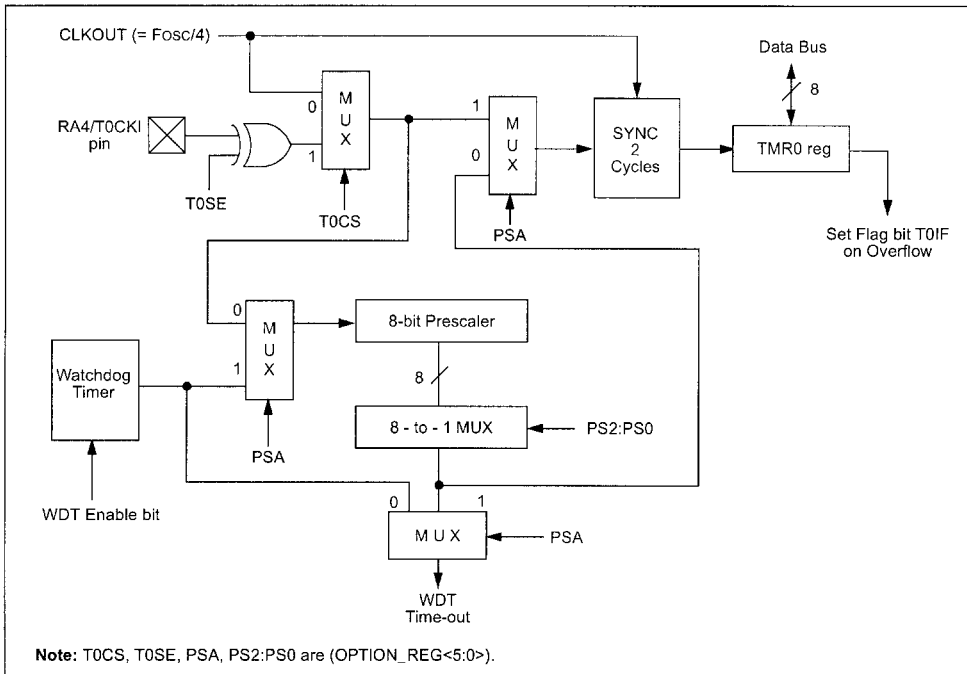 CLKOUT (= Fosc/4)
Data Bus
8
0
M
U
X
1
RA4/T0CKI
pin
T0SE
T0CS
1
0
M
U
X
PSA
SYNC
2
Cycles
TMR0 reg
Set Flag bit T0IF
on Overflow
0
1
M
U
X
PSA
8-bit Prescaler
8
Watchdog
Timer
8 - to - 1 MUX
PS2:PS0
WDT Enable bit
0
1
M U X
PSA
WDT
Time-out
Note: T0CS, T0SE, PSA, PS2:PS0 are (OPTION_REG<5:0>).